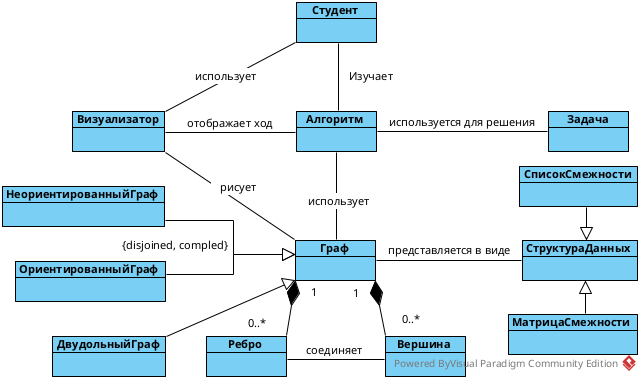 Студент
использует
Изучает
Визуализатор
отображает ход
Алгоритм
используется для решения
Задача
СписокСмежности
НеориентированныйГраф
рисует
использует
{disjoined, compled}
Граф
представляется в виде
СтруктураДанных
ОриентированныйГраф
1
1
0..*
0..*
МатрицаСмежности
ДвудольныйГраф
Ребро
соединяет
Вершина
Powered ByVisual Paradigm Community Edition